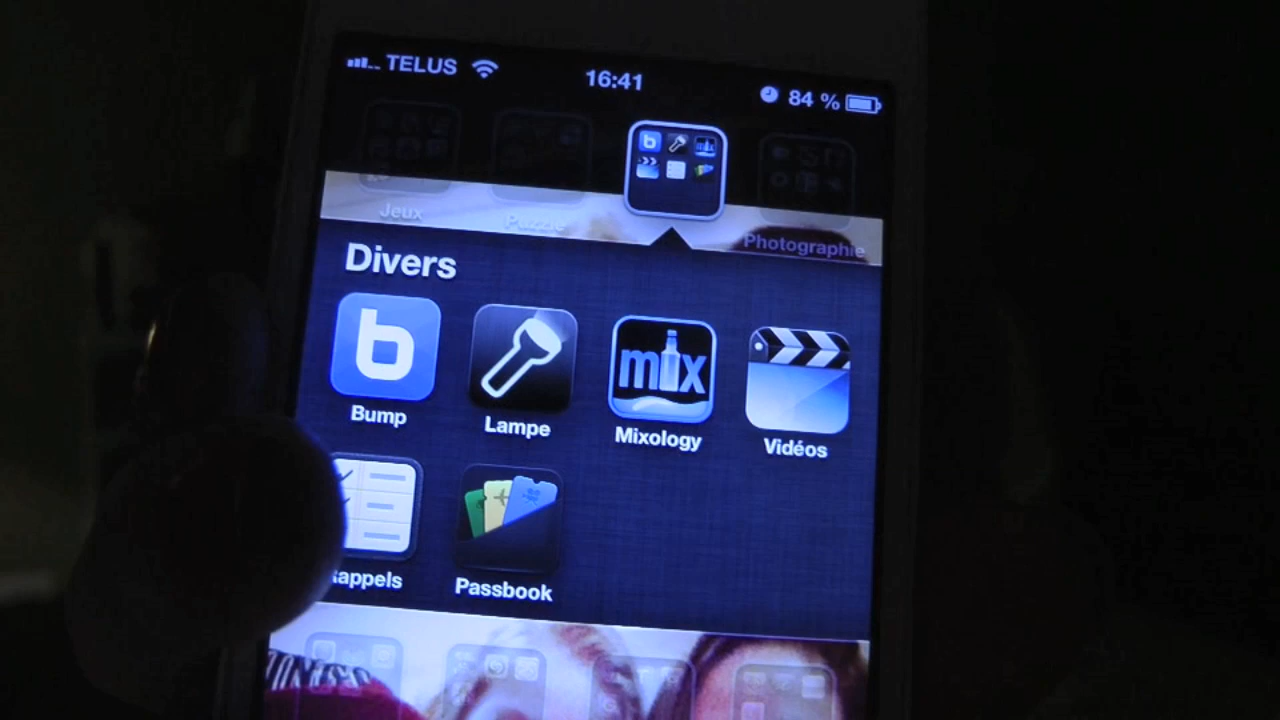 TELUS 16:41 84 %
Jeux Puzzle Photographie
Divers
b mix
Bump Lampe Mixology Vidéos
appels Passbook